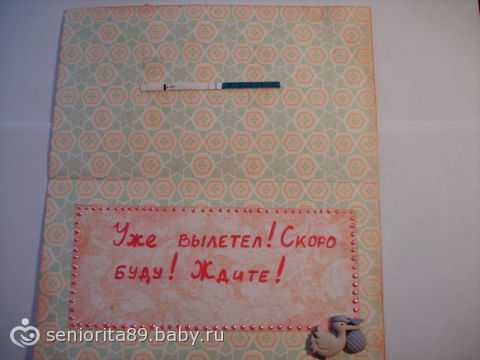 Уже вылетел! Скоро
буду! Ждите!
seniorita89.baby.ru